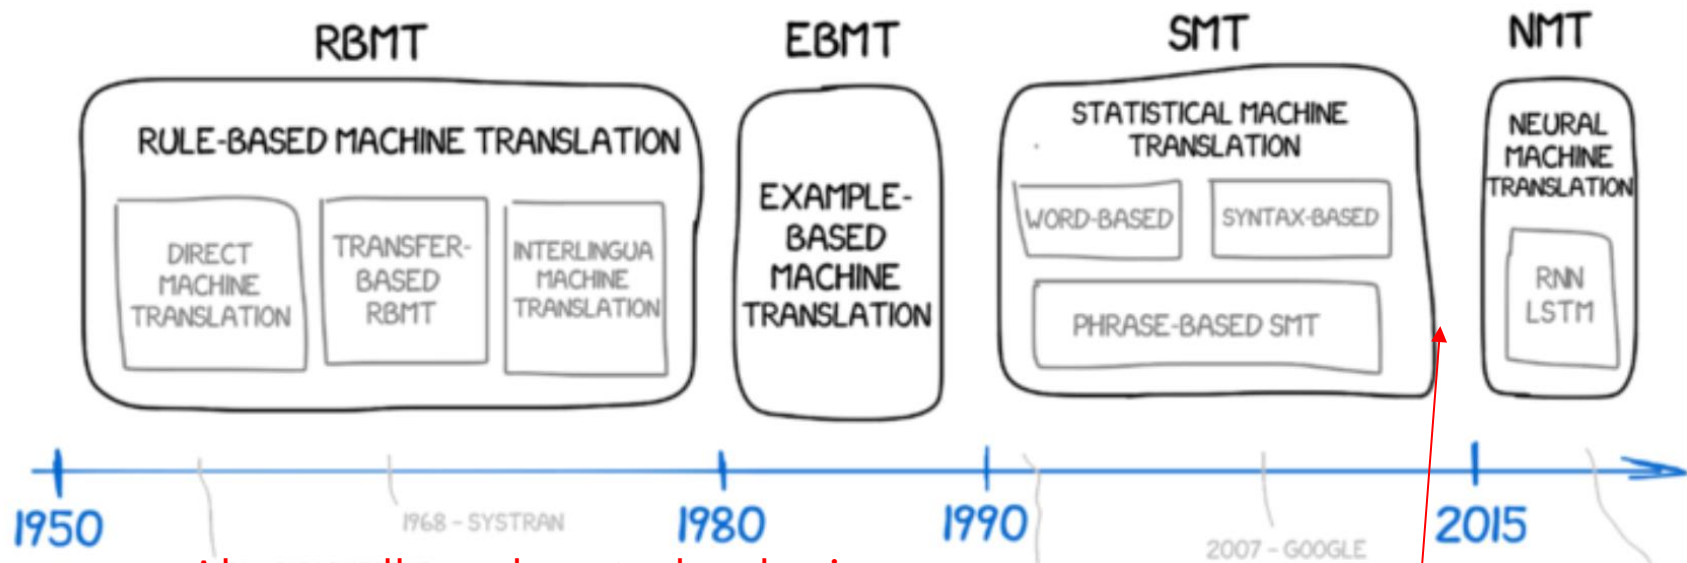 RBMT
EBMT
SMT
NMT
RULE-BASED MACHINE TRANSLATION
DIRECT
MACHINE
TRANSLATION
TRANSFER-
BASED
RBMT
INTERLINGUA
MACHINE
TRANSLATION
EXAMPLE-
BASED
MACHINE
TRANSLATION
STATISTICAL MACHINE
TRANSLATION
WORD-BASED
SYNTAX-BASED
PHRASE-BASED SMT
NEURAL
MACHINE
TRANSLATION
RNN
LSTM
1950
1968 - SYSTRAN
1980
1990
2007 - GOOGLE
2015